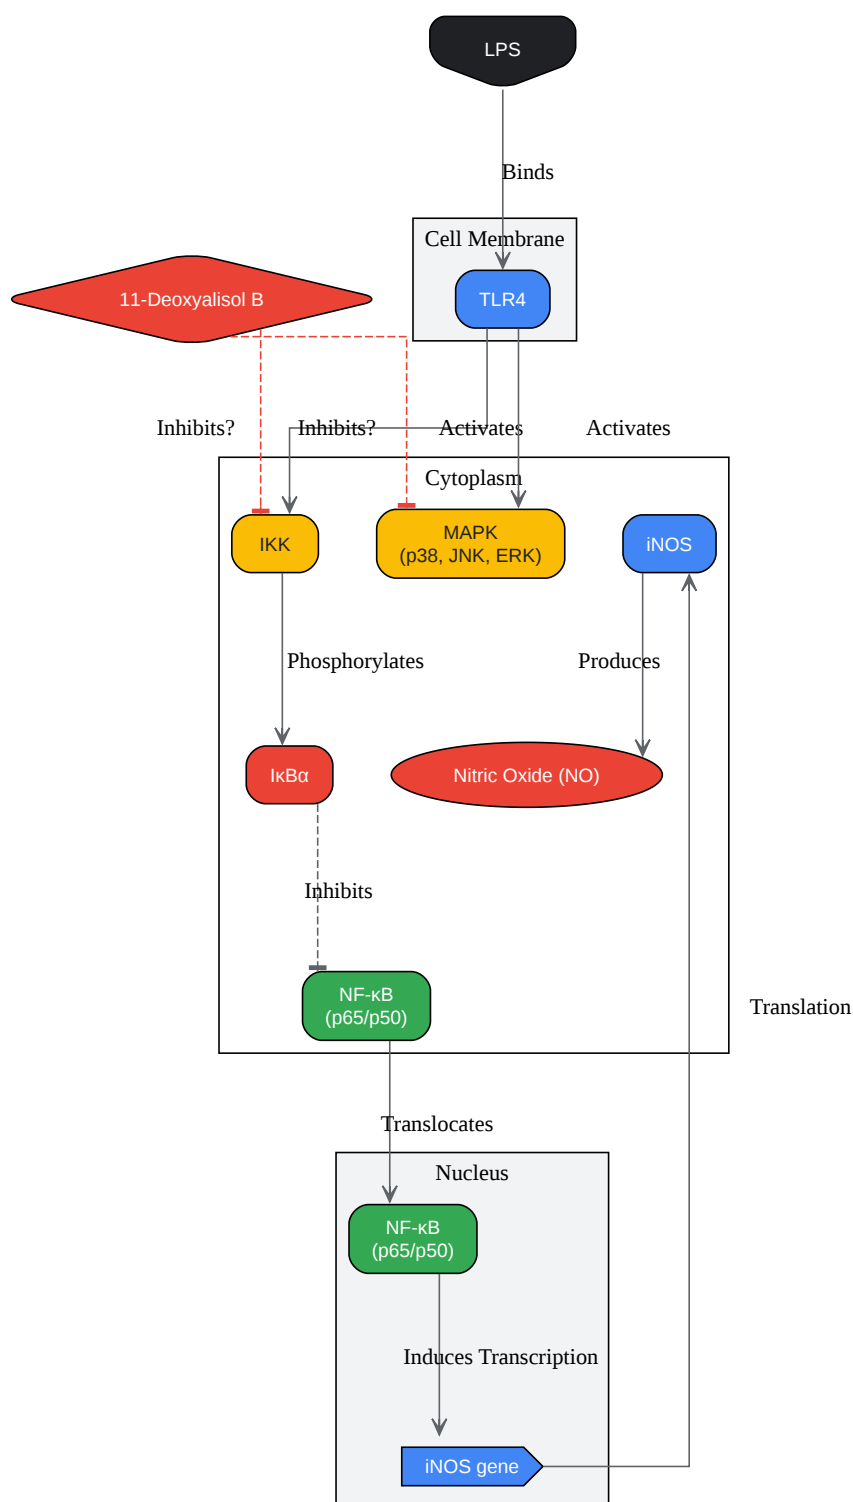 LPS
Binds
Cell Membrane
11-Deoxyalisol B
TLR4
Inhibits?
Inhibits?
Activates
Activates
Cytoplasm
IKK
MAPK
(p38, JNK, ERK)
iNOS
Phosphorylates
Produces
IκBα
Nitric Oxide (NO)
Inhibits
NF-κB
(p65/p50)
Translation
Translocates
Nucleus
NF-κB
(p65/p50)
Induces Transcription
iNOS gene